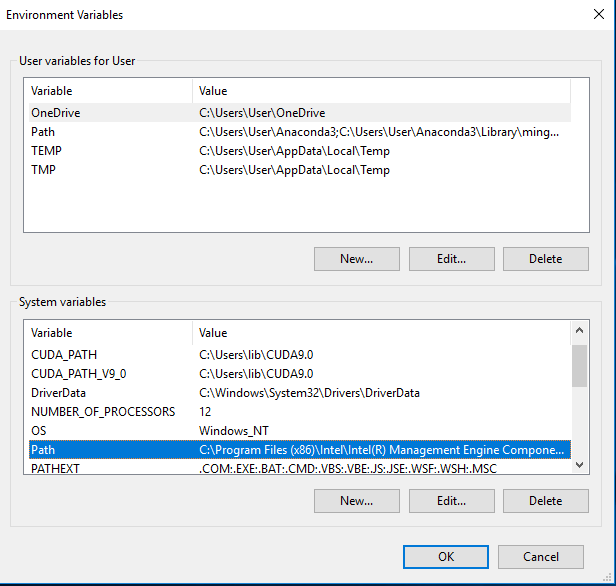 Environment Variables
User variables for User
Variable Value
OneDrive C:\Users\User\OneDrive
Path C:\Users\User\Anaconda3;C:\Users\User\Anaconda3\Library\ming...
TEMP C:\Users\User\AppData\Local\Temp
TMP C:\Users\User\AppData\Local\Temp
New... Edit... Delete
System variables
Variable Value
CUDA_PATH C:\Users\lib\CUDA9.0
CUDA_PATH_V9_0 C:\Users\lib\CUDA9.0
DriverData C:\Windows\System32\Drivers\DriverData
NUMBER_OF_PROCESSORS 12
OS Windows_NT
Path C:\Program Files (x86)\Intel\Intel(R) Management Engine Compone...
PATHEXT .COM;.EXE;.BAT;.CMD;.VBS;.VBE;.JS;.JSE;.WSF;.WSH;.MSC
New... Edit... Delete
OK Cancel